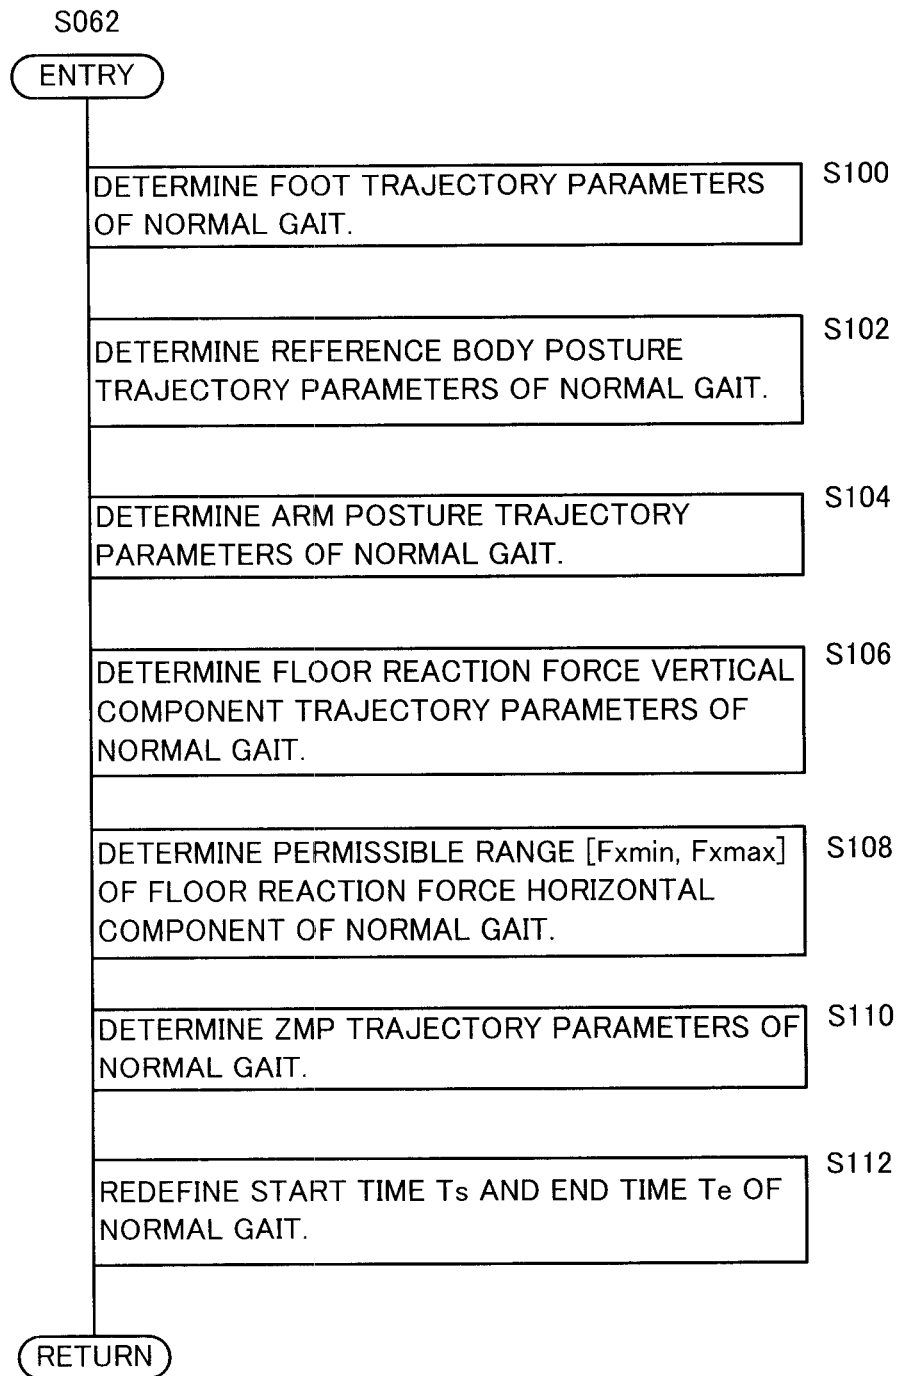 S062
ENTRY
S100
DETERMINE FOOT TRAJECTORY PARAMETERS
OF NORMAL GAIT.
S102
DETERMINE REFERENCE BODY POSTURE
TRAJECTORY PARAMETERS OF NORMAL GAIT.
S104
DETERMINE ARM POSTURE TRAJECTORY
PARAMETERS OF NORMAL GAIT.
S106
DETERMINE FLOOR REACTION FORCE VERTICAL
COMPONENT TRAJECTORY PARAMETERS OF
NORMAL GAIT.
S108
DETERMINE PERMISSIBLE RANGE [Fxmin, Fxmax]
OF FLOOR REACTION FORCE HORIZONTAL
COMPONENT OF NORMAL GAIT.
S110
DETERMINE ZMP TRAJECTORY PARAMETERS OF
NORMAL GAIT.
S112
REDEFINE START TIME Ts AND END TIME Te OF
NORMAL GAIT.
RETURN